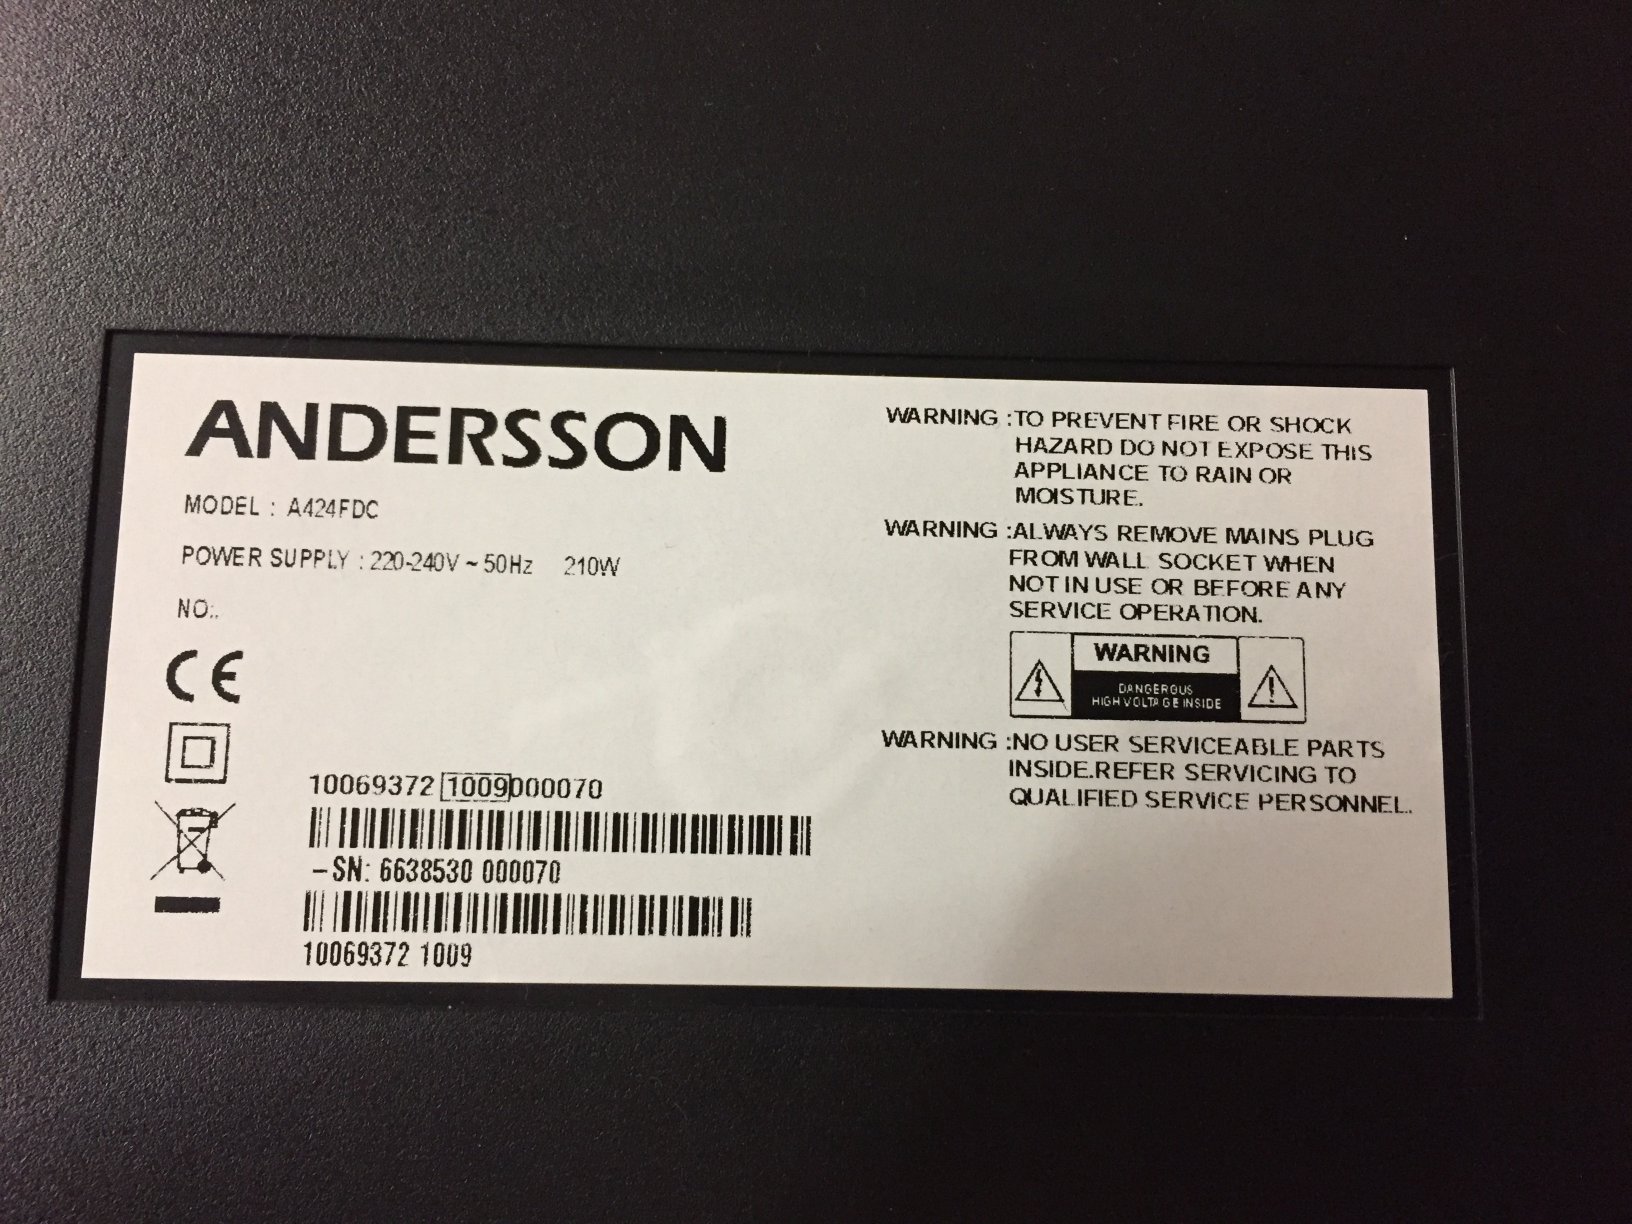 ANDERSSON
MODEL : A424FDC
POWER SUPPLY : 220-240V ~ 50Hz 210W
NO:.
CE
10069372 1009000070
-SN: 6638530 000070
10069372 1009
WARNING :TO PREVENT FIRE OR SHOCK
HAZARD DO NOT EXPOSE THIS
APPLIANCE TO RAIN OR
MOISTURE.
WARNING :ALWAYS REMOVE MAINS PLUG
FROM WALL SOCKET WHEN
NOT IN USE OR BEFORE ANY
SERVICE OPERATION.
WARNING
DANGEROUS
HIGH VOLTAGE INSIDE
WARNING :NO USER SERVICEABLE PARTS
INSIDE.REFER SERVICING TO
QUALIFIED SERVICE PERSONNEL.